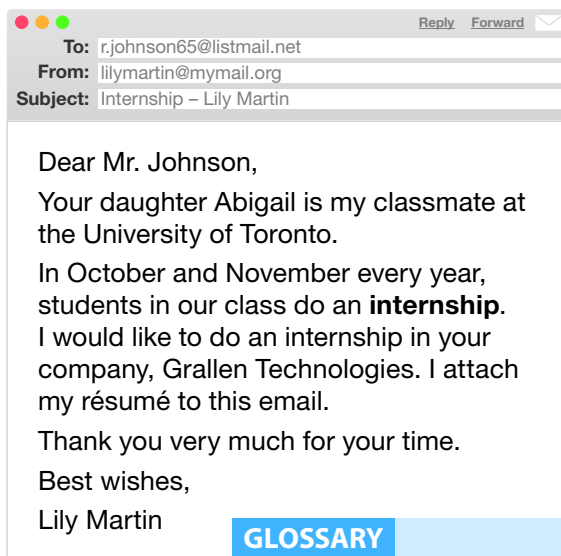 Reply Forward
To: r.johnson65@listmail.net
From: lilymartin@mymail.org
Subject: Internship – Lily Martin
Dear Mr. Johnson,
Your daughter Abigail is my classmate at
the University of Toronto.
In October and November every year,
students in our class do an internship.
I would like to do an internship in your
company, Grallen Technologies. I attach
my résumé to this email.
Thank you very much for your time.
Best wishes,
Lily Martin
GLOSSARY